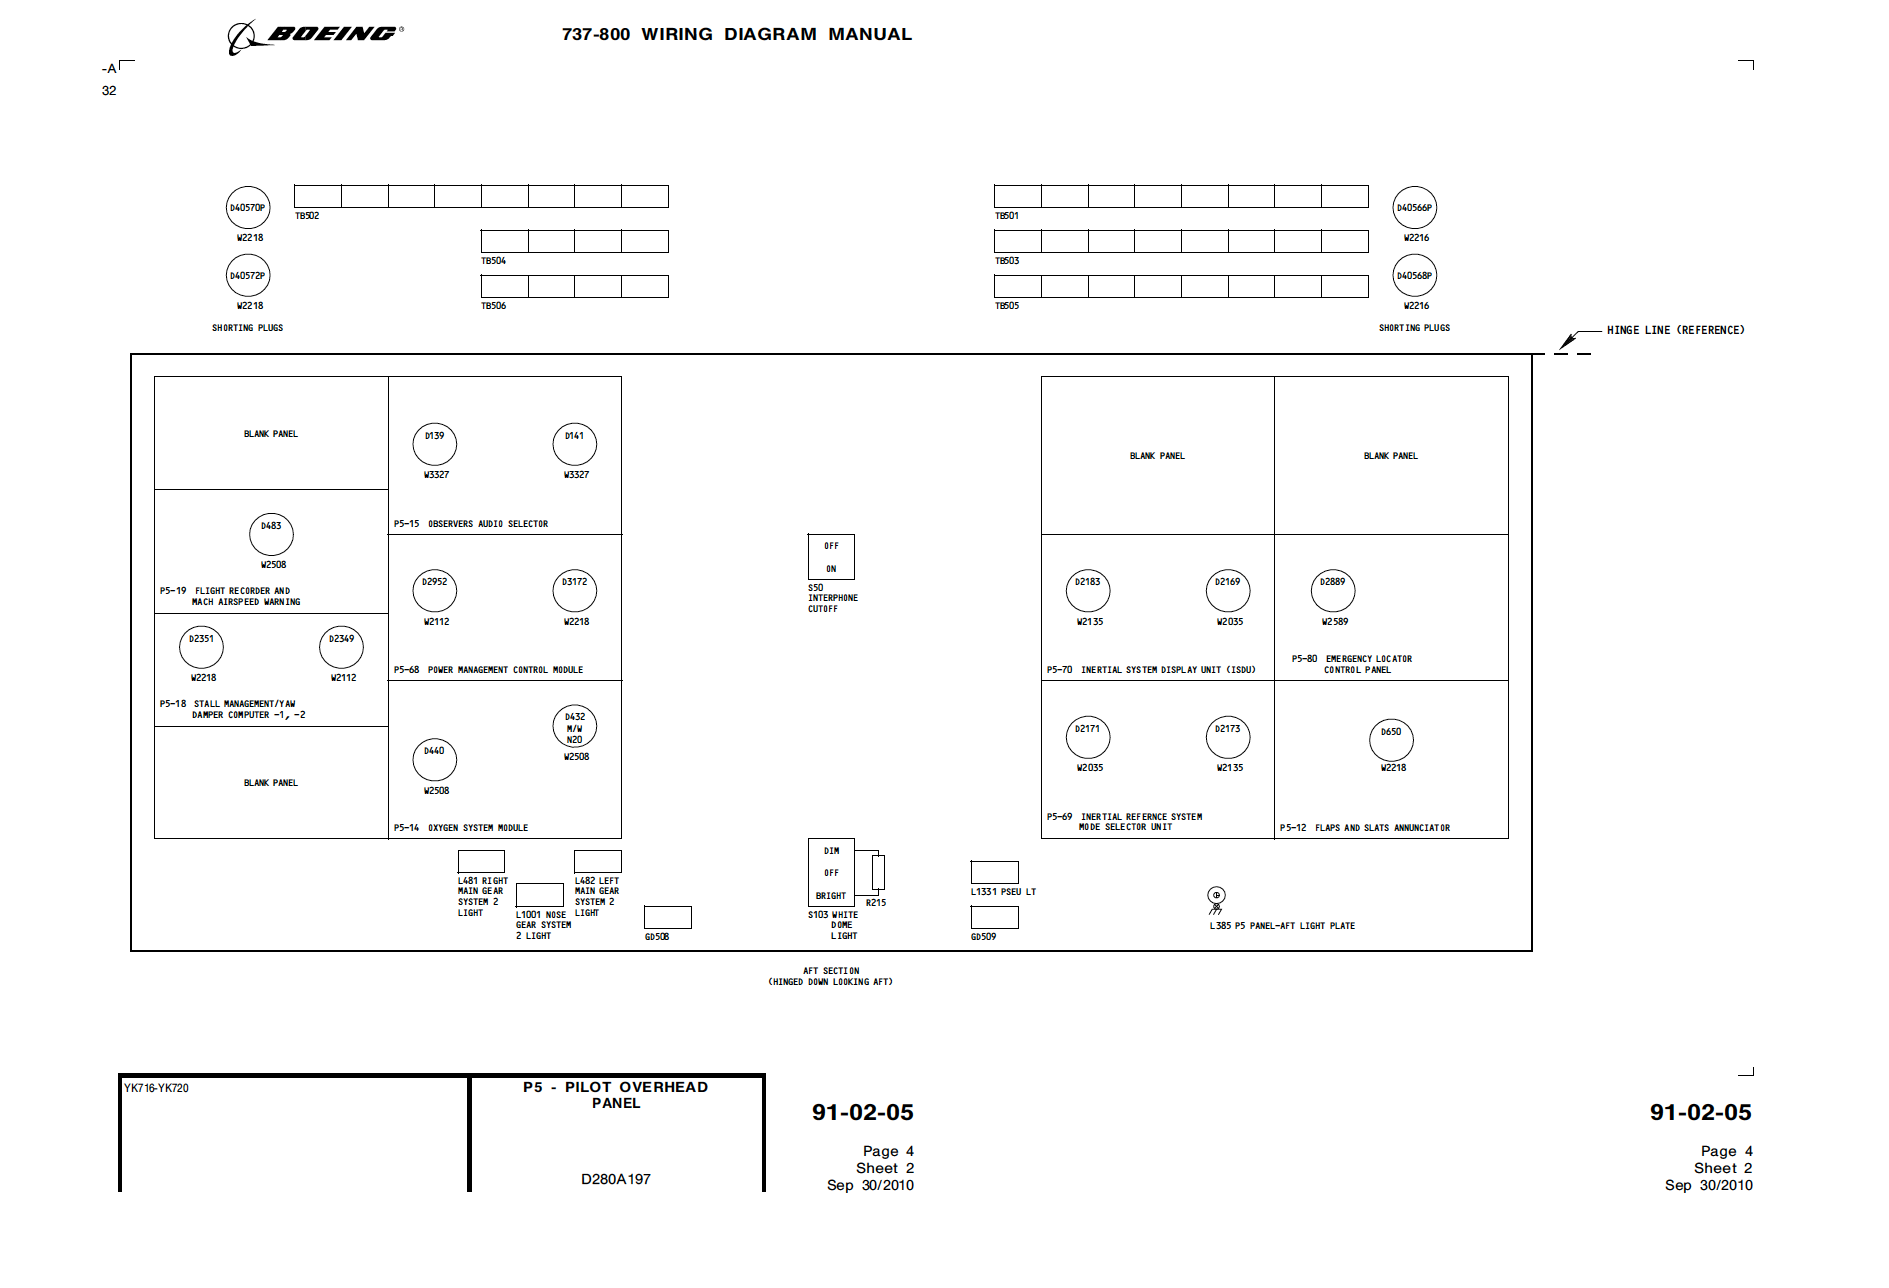 BOEING®
737-800 WIRING DIAGRAM MANUAL
-A
32
D40570P
W2218
TB502
TB501
D40566P
W2216
TB504
TB503
D40572P
W2218
TB506
TB505
D40568P
W2216
SHORTING PLUGS
SHORTING PLUGS
HINGE LINE (REFERENCE)
BLANK PANEL
D139
W3327
D141
W3327
P5-15 OBSERVERS AUDIO SELECTOR
D483
W2508
P5-19 FLIGHT RECORDER AND
MACH AIRSPEED WARNING
D2952
W2112
D3172
W2218
P5-68 POWER MANAGEMENT CONTROL MODULE
D2351
W2218
D2349
W2112
P5-18 STALL MANAGEMENT/YAW
DAMPER COMPUTER -1, -2
BLANK PANEL
D440
W2508
D432
M/W
N20
W2508
P5-14 OXYGEN SYSTEM MODULE
OFF
ON
S50
INTERPHONE
CUTOFF
BLANK PANEL
BLANK PANEL
D2183
W2135
D2169
W2035
P5-70 INERTIAL SYSTEM DISPLAY UNIT (ISDU)
D2889
W2589
P5-80 EMERGENCY LOCATOR
CONTROL PANEL
D2171
W2035
D2173
W2135
P5-69 INERTIAL REFERNCE SYSTEM
MODE SELECTOR UNIT
D650
W2218
P5-12 FLAPS AND SLATS ANNUNCIATOR
L481 RIGHT
MAIN GEAR
SYSTEM 2
LIGHT
L1001 NOSE
GEAR SYSTEM
2 LIGHT
L482 LEFT
MAIN GEAR
SYSTEM 2
LIGHT
GD508
DIM
OFF
BRIGHT
R215
S103 WHITE
DOME
LIGHT
L1331 PSEU LT
GD509
L385 P5 PANEL-AFT LIGHT PLATE
AFT SECTION
(HINGED DOWN LOOKING AFT)
YK716-YK720
P5 - PILOT OVERHEAD
PANEL
D280A197
91-02-05
Page 4
Sheet 2
Sep 30/2010
91-02-05
Page 4
Sheet 2
Sep 30/2010